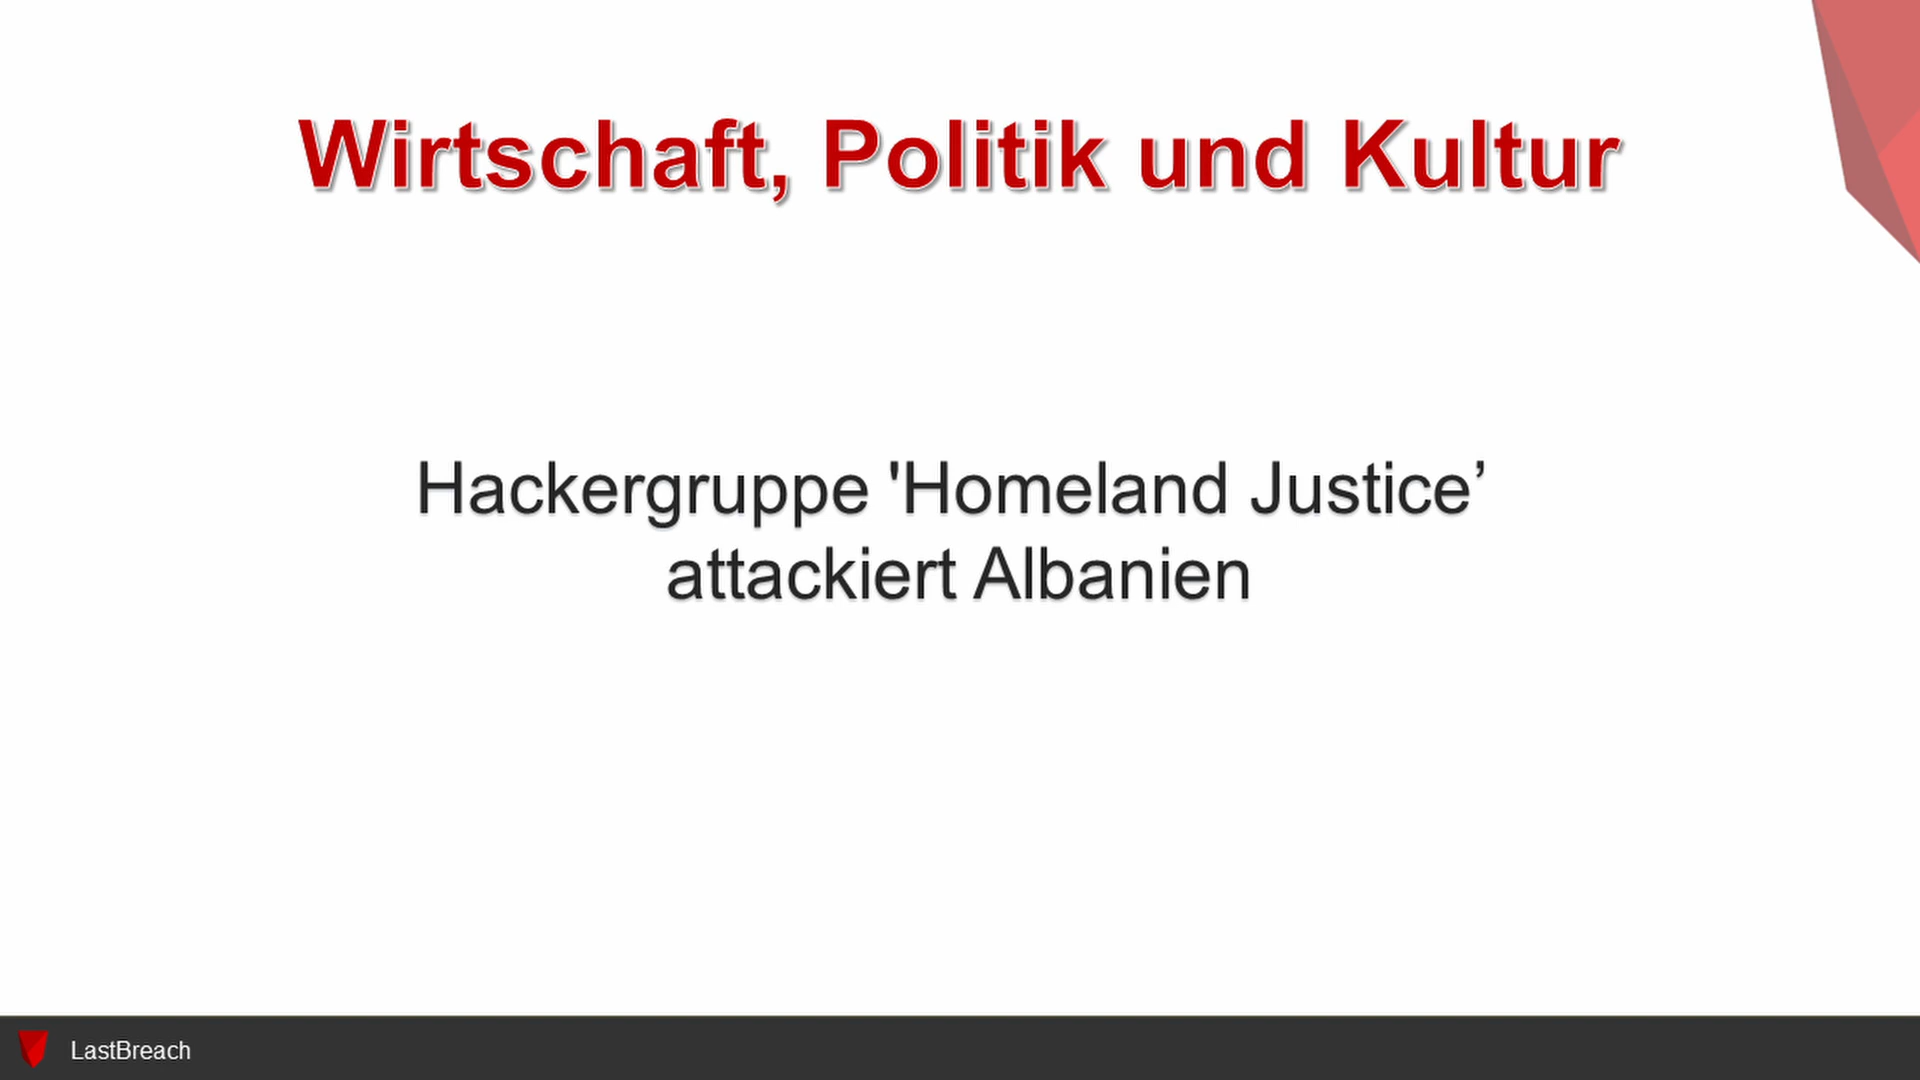 Wirtschaft, Politik und Kultur
Hackergruppe 'Homeland Justice’
attackiert Albanien
LastBreach